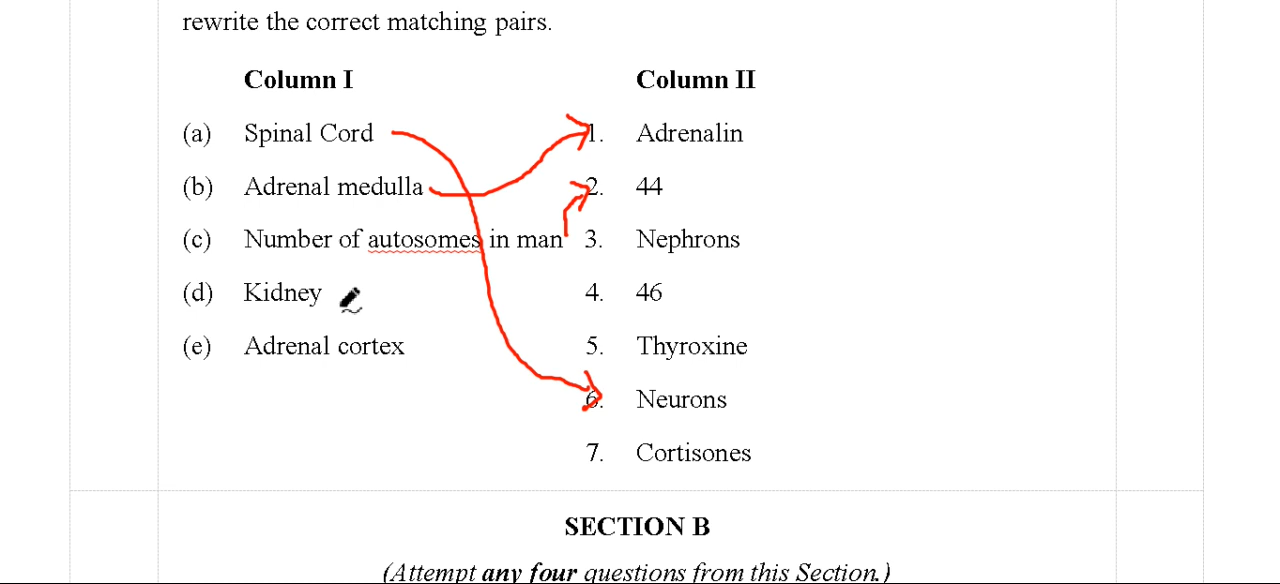 rewrite the correct matching pairs.
Column I Column II
(a) Spinal Cord 1. Adrenalin
(b) Adrenal medulla 2. 44
(c) Number of autosomes in man 3. Nephrons
(d) Kidney 4. 46
(e) Adrenal cortex 5. Thyroxine
6. Neurons
7. Cortisones
SECTION B
(Attempt any four questions from this Section.)